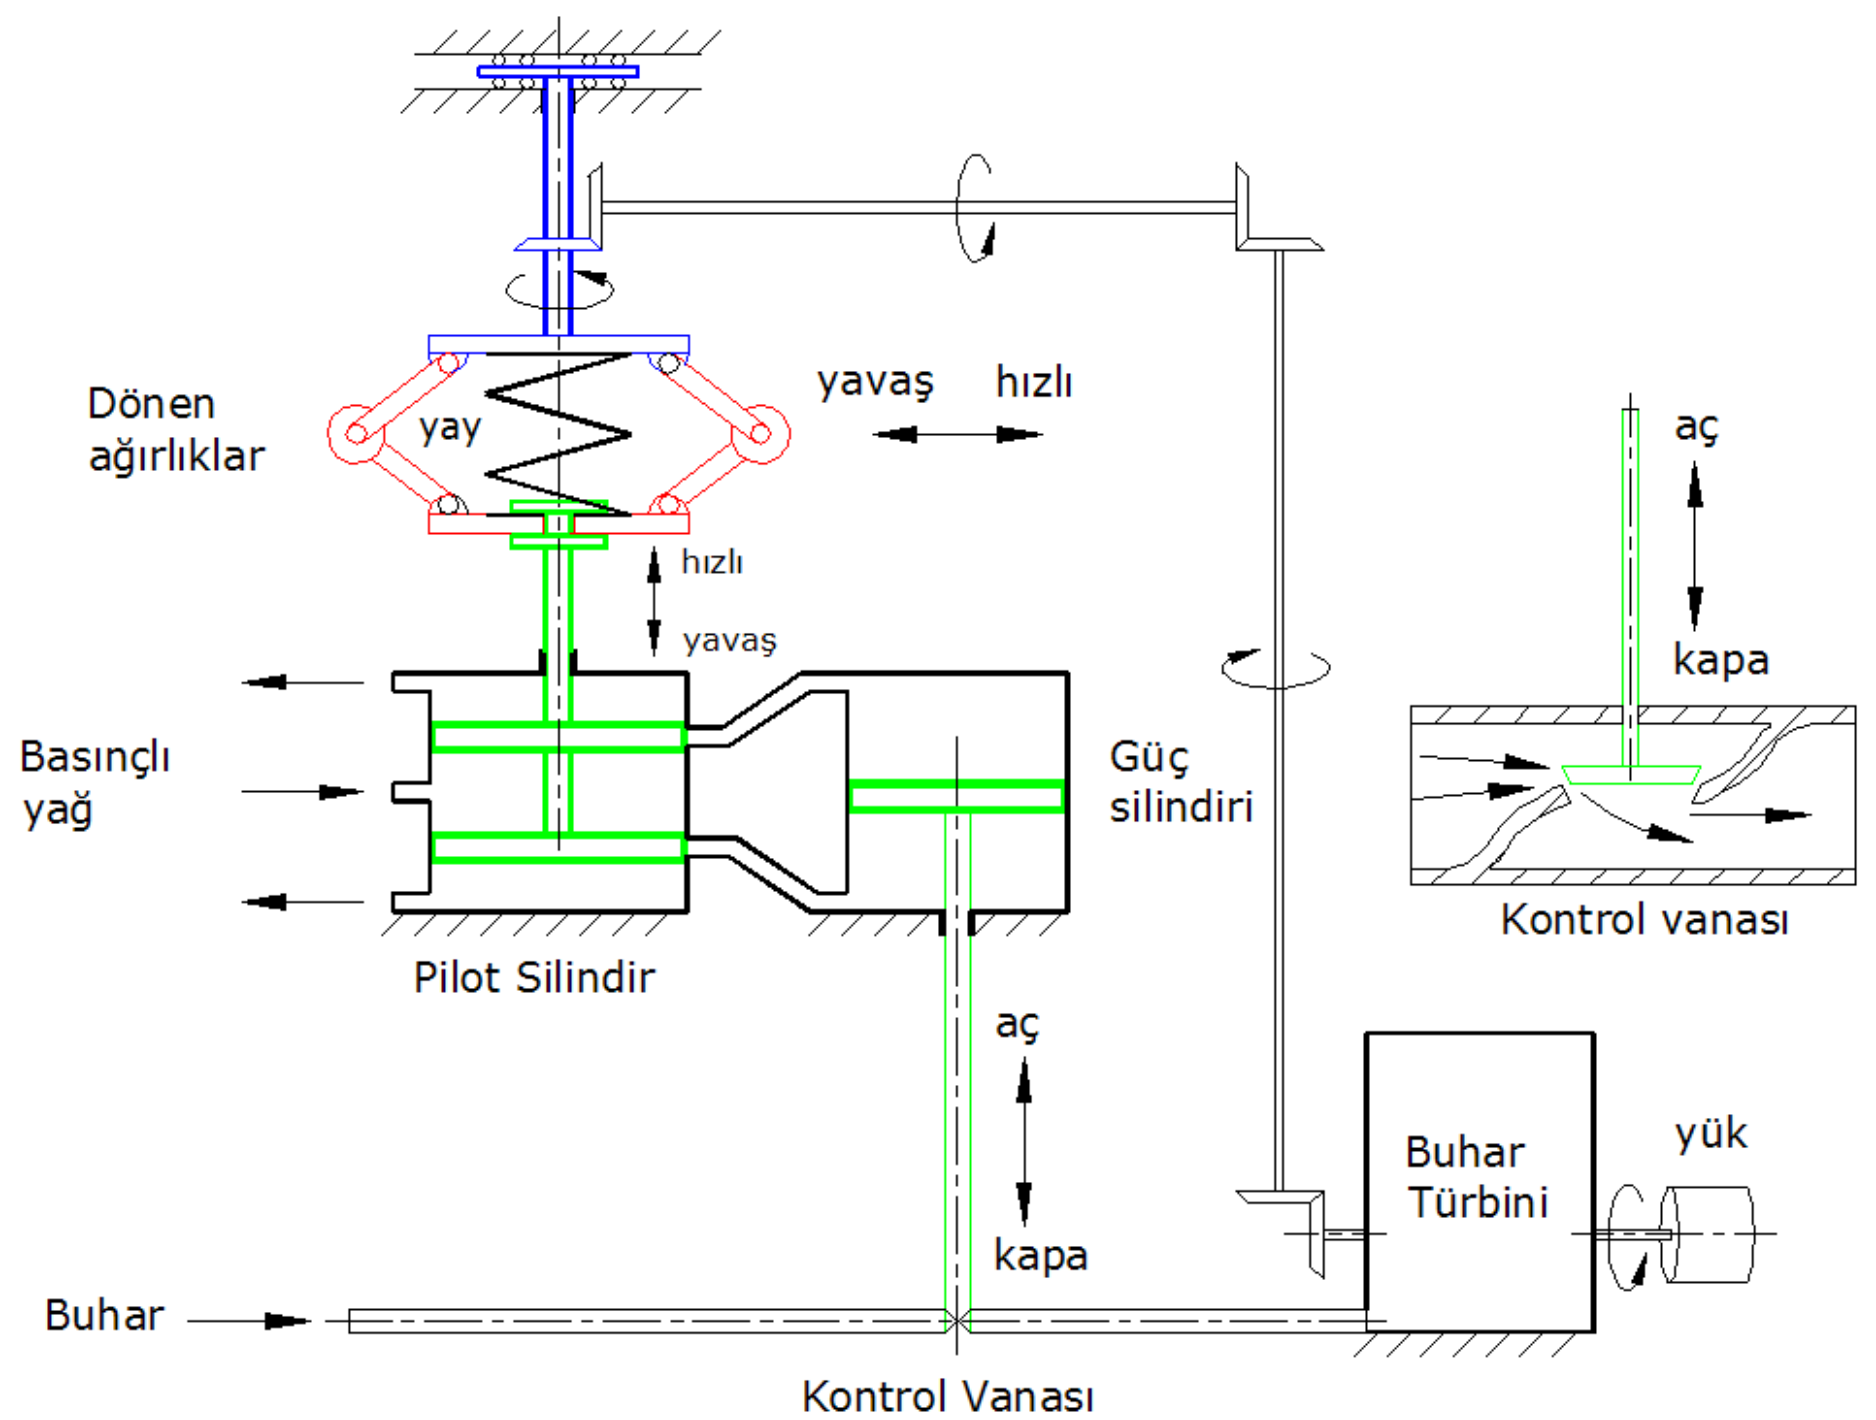 yavaş
hızlı
Dönen
ağırlıklar
yay
aç
kapa
hızlı
yavaş
Basınçlı
yağ
Güç
silindiri
Kontrol vanası
Pilot Silindir
aç
kapa
Buhar
Türbini
yük
Buhar
Kontrol Vanası